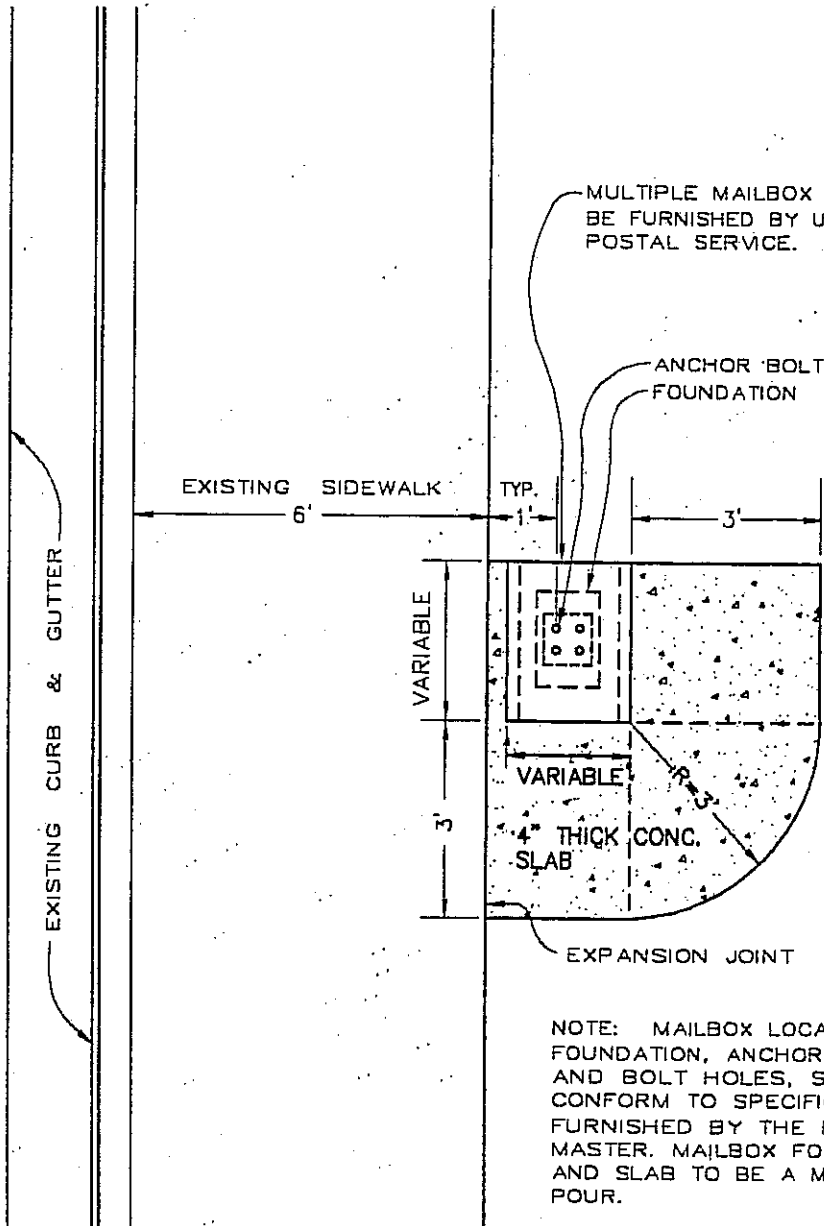 MULTIPLE MAILBOX
BE FURNISHED BY U
POSTAL SERVICE.
ANCHOR BOLT
FOUNDATION
EXISTING SIDEWALK
6'
TYP.
1'
3'
VARIABLE
EXISTING CURB & GUTTER
VARIABLE
R=3'
3'
4" THICK CONC.
SLAB
EXPANSION JOINT
NOTE: MAILBOX LOCA
FOUNDATION, ANCHOR
AND BOLT HOLES, S
CONFORM TO SPECIFI
FURNISHED BY THE
MASTER. MAILBOX FO
AND SLAB TO BE A M
POUR.